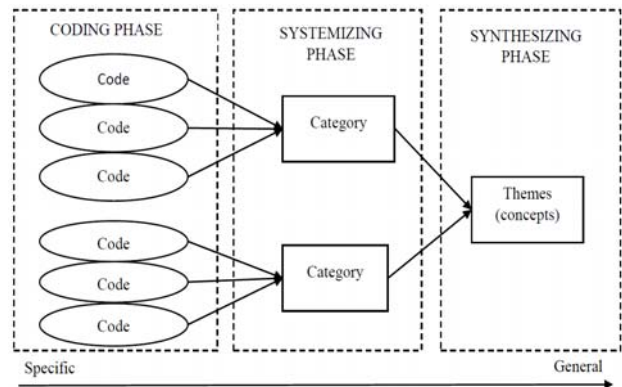 CODING PHASE
Code
Code
Code
Code
Code
Code
SYSTEMIZING
PHASE
Category
Category
SYNTHESIZING
PHASE
Themes
(concepts)
Specific
General